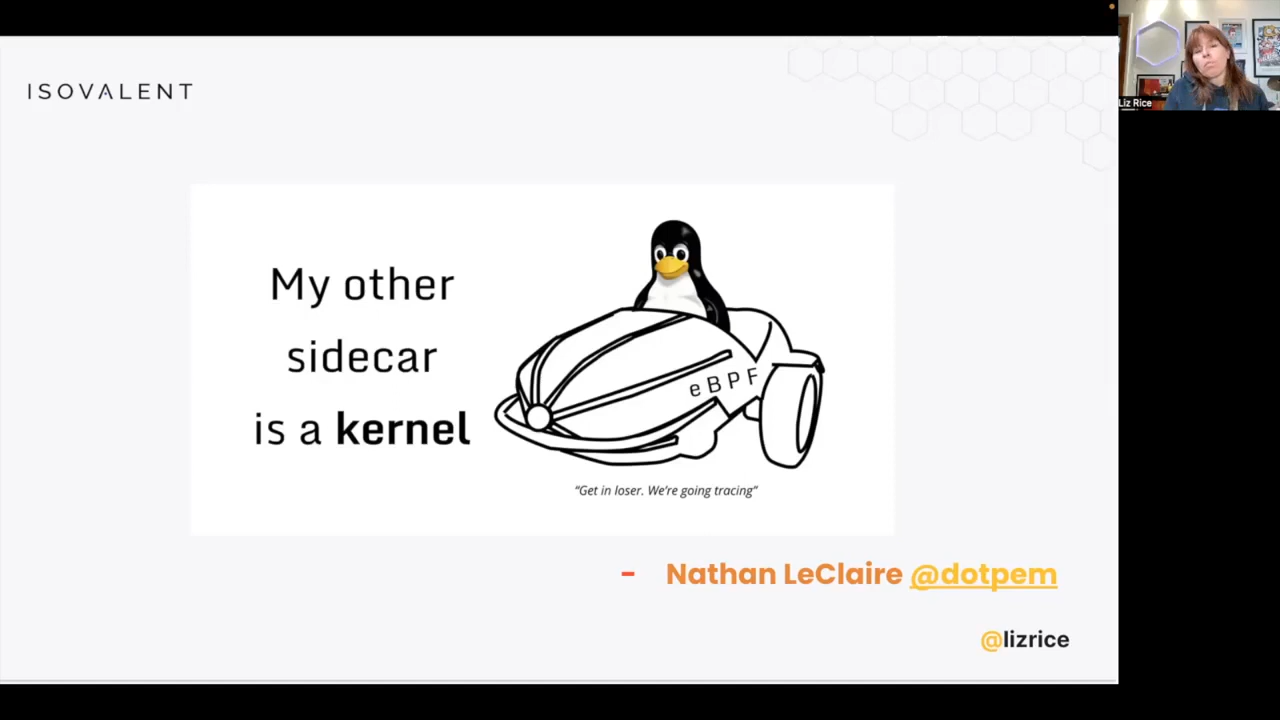 ISOVALENT
Liz Rice
My other
sidecar
is a kernel
eBPF
"Get in loser. We're going tracing"
- Nathan LeClaire @dotpem
@lizrice